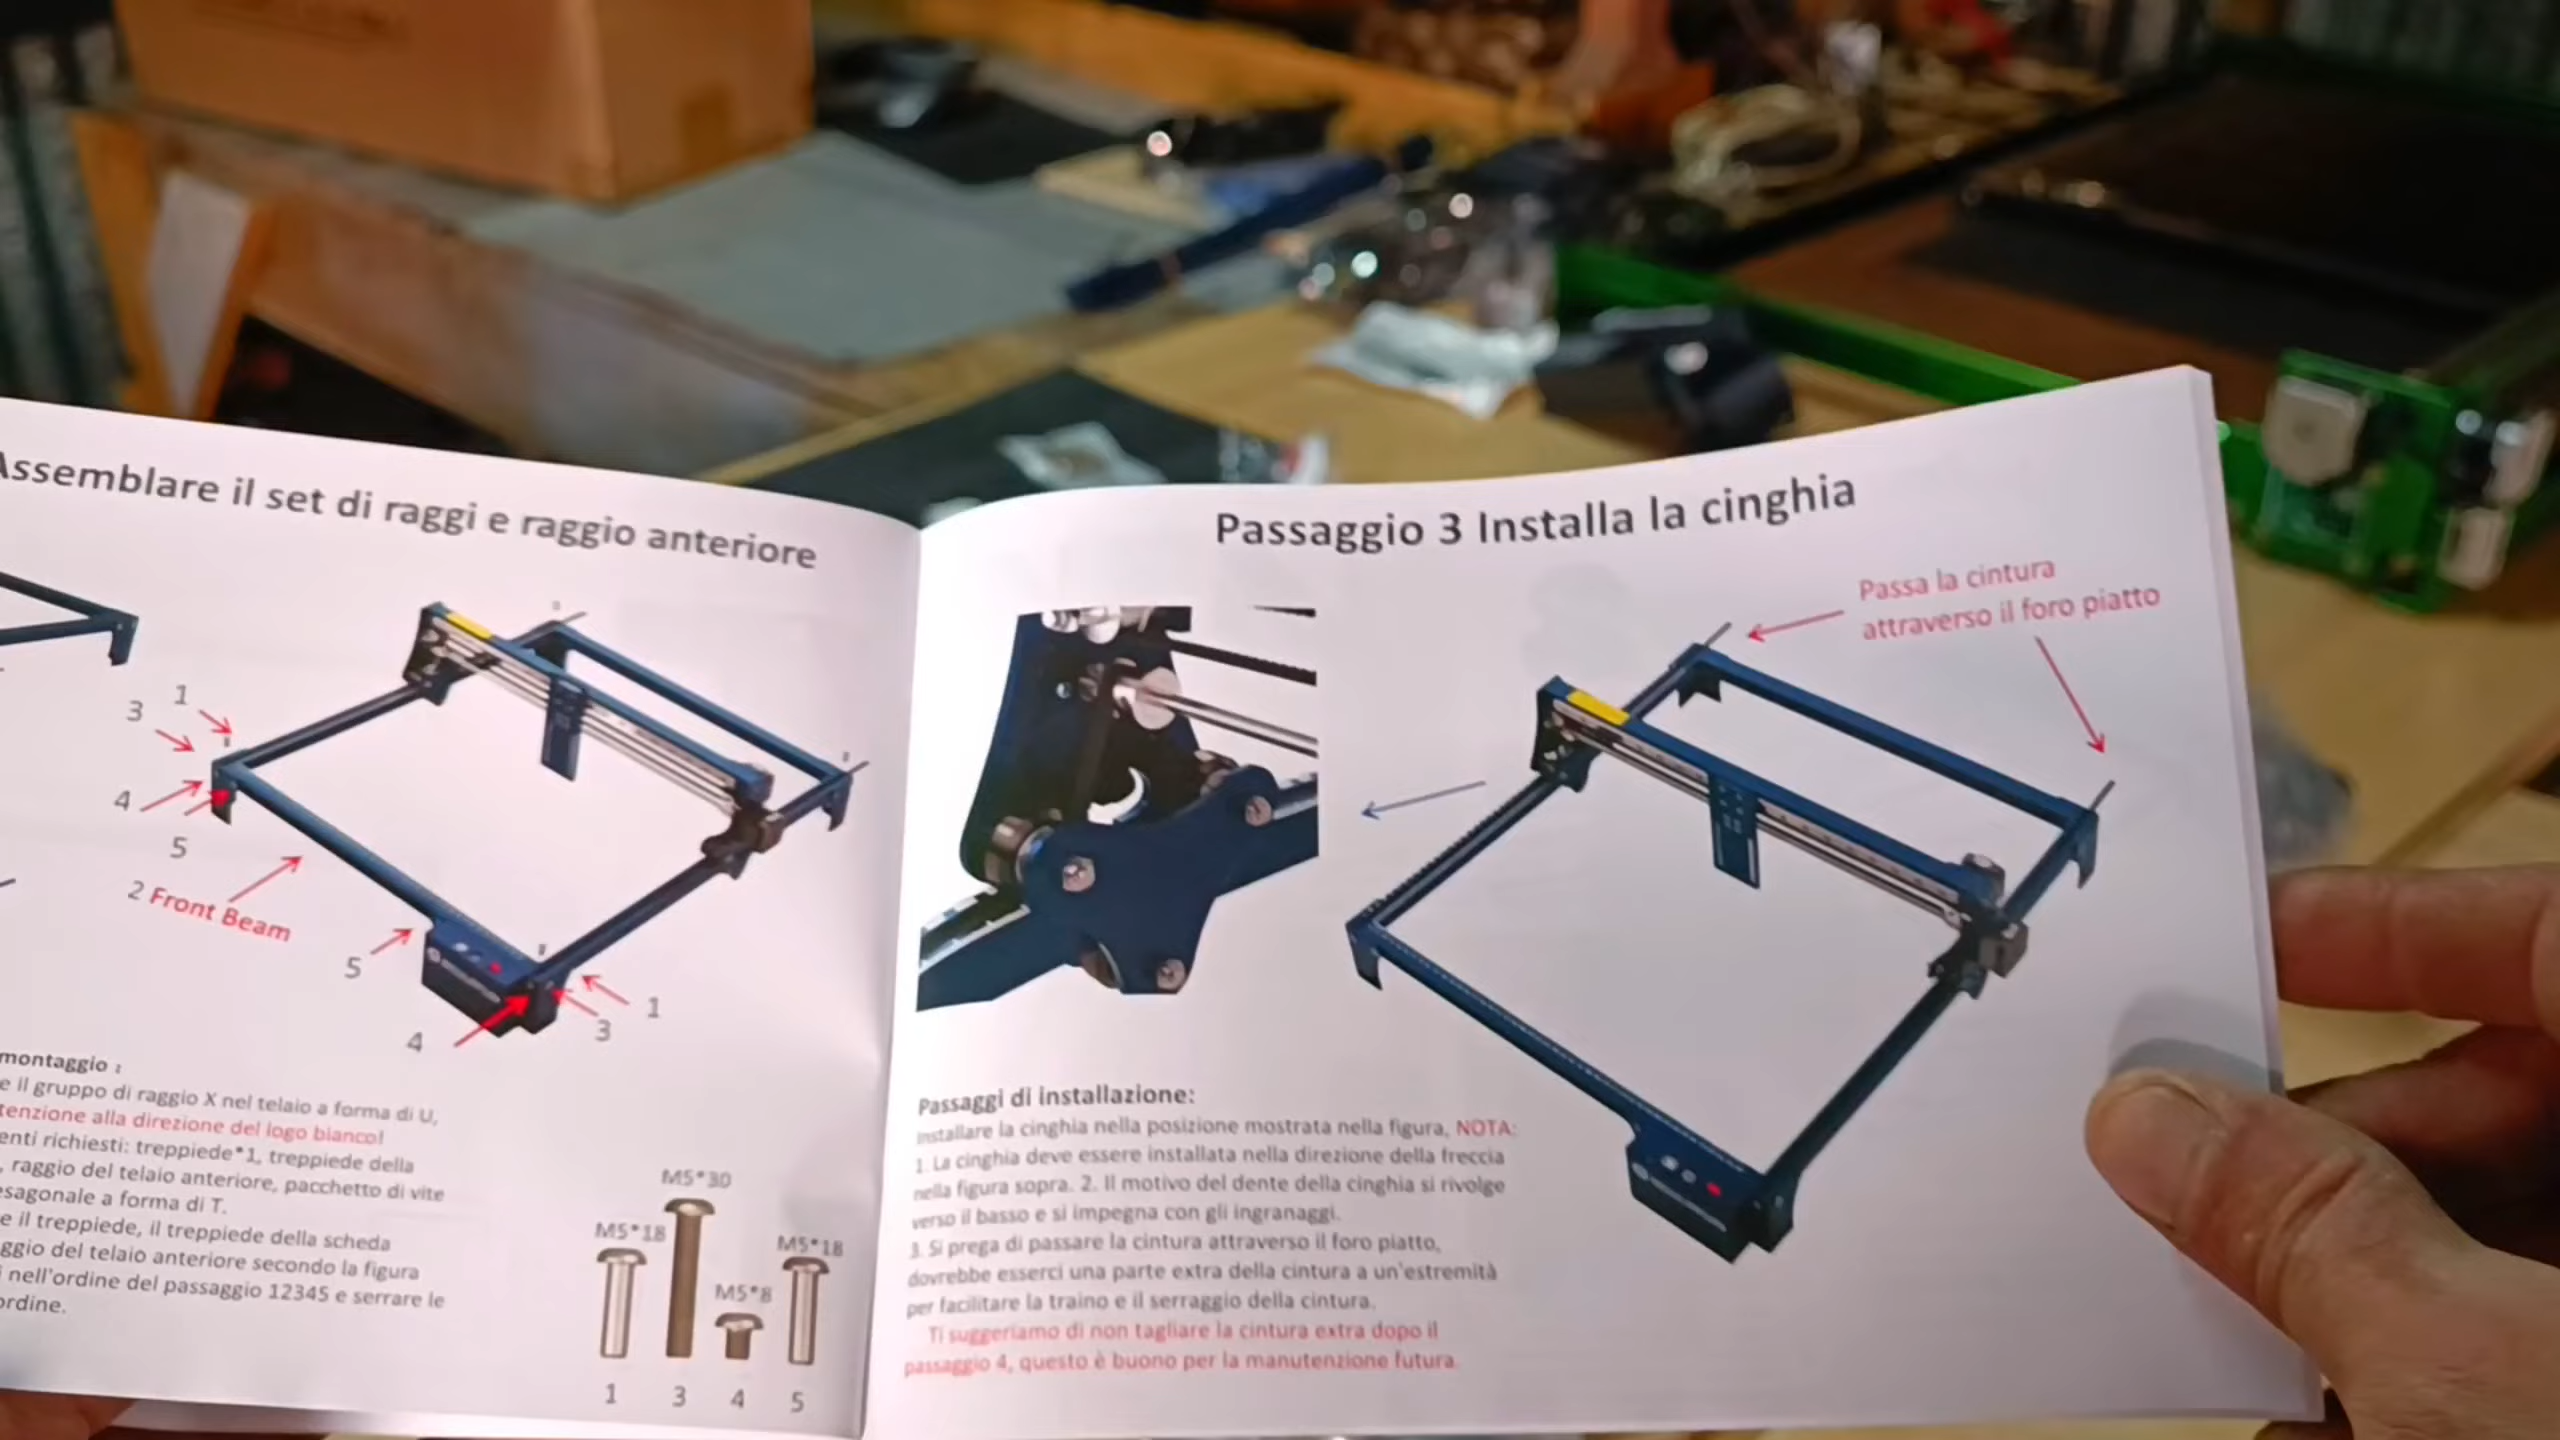 Assemblare il set di raggi e raggio anteriore
1
3
4
5
2 Front Beam
5
4
3
1
montaggio :
e il gruppo di raggio X nel telaio a forma di U,
tenzione alla direzione del logo bianco!
enti richiesti: treppiede*1, treppiede della
, raggio del telaio anteriore, pacchetto di vite
esagonale a forma di T.
e il treppiede, il treppiede della scheda
ggio del telaio anteriore secondo la figura
i nell'ordine del passaggio 12345 e serrare le
ordine.
M5*30
M5*18
M5*8
M5*18
1 3 4 5
Passaggio 3 Installa la cinghia
Passa la cintura
attraverso il foro piatto
Passaggi di installazione:
Installare la cinghia nella posizione mostrata nella figura, NOTA:
1. La cinghia deve essere installata nella direzione della freccia
nella figura sopra. 2. Il motivo del dente della cinghia si rivolge
verso il basso e si impegna con gli ingranaggi.
3. Si prega di passare la cintura attraverso il foro piatto,
dovrebbe esserci una parte extra della cintura a un'estremità
per facilitare la traino e il serraggio della cintura.
Ti suggeriamo di non tagliare la cintura extra dopo il
passaggio 4, questo è buono per la manutenzione futura.